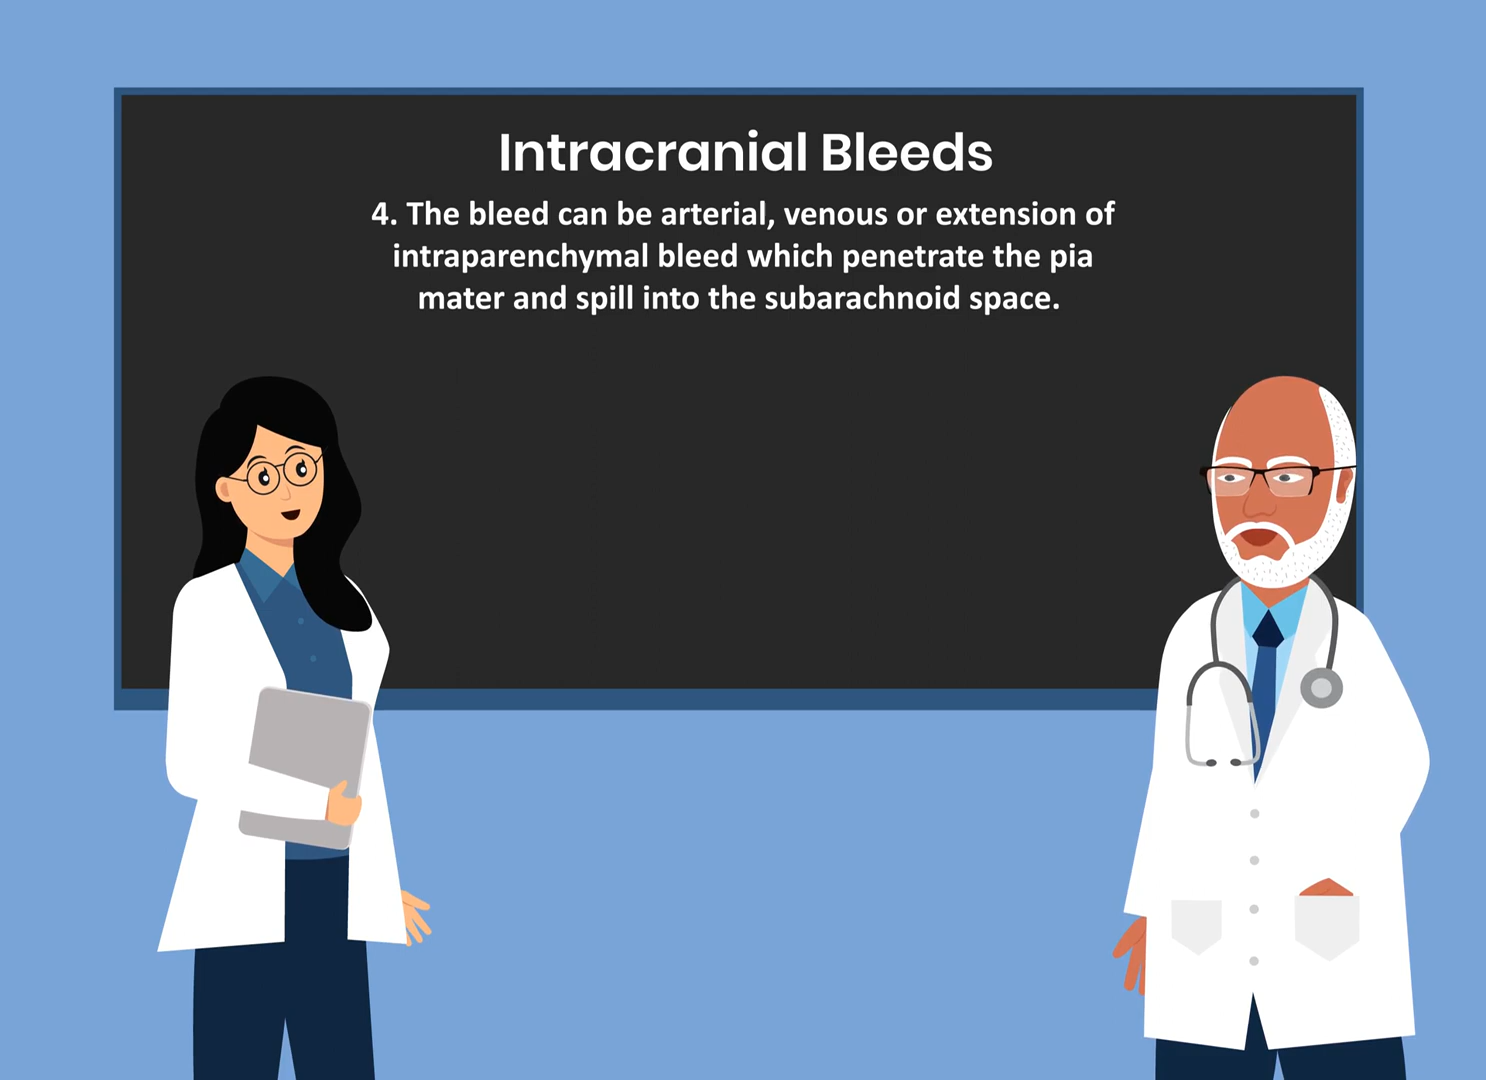 Intracranial Bleeds
4. The bleed can be arterial, venous or extension of
intraparenchymal bleed which penetrate the pia
mater and spill into the subarachnoid space.